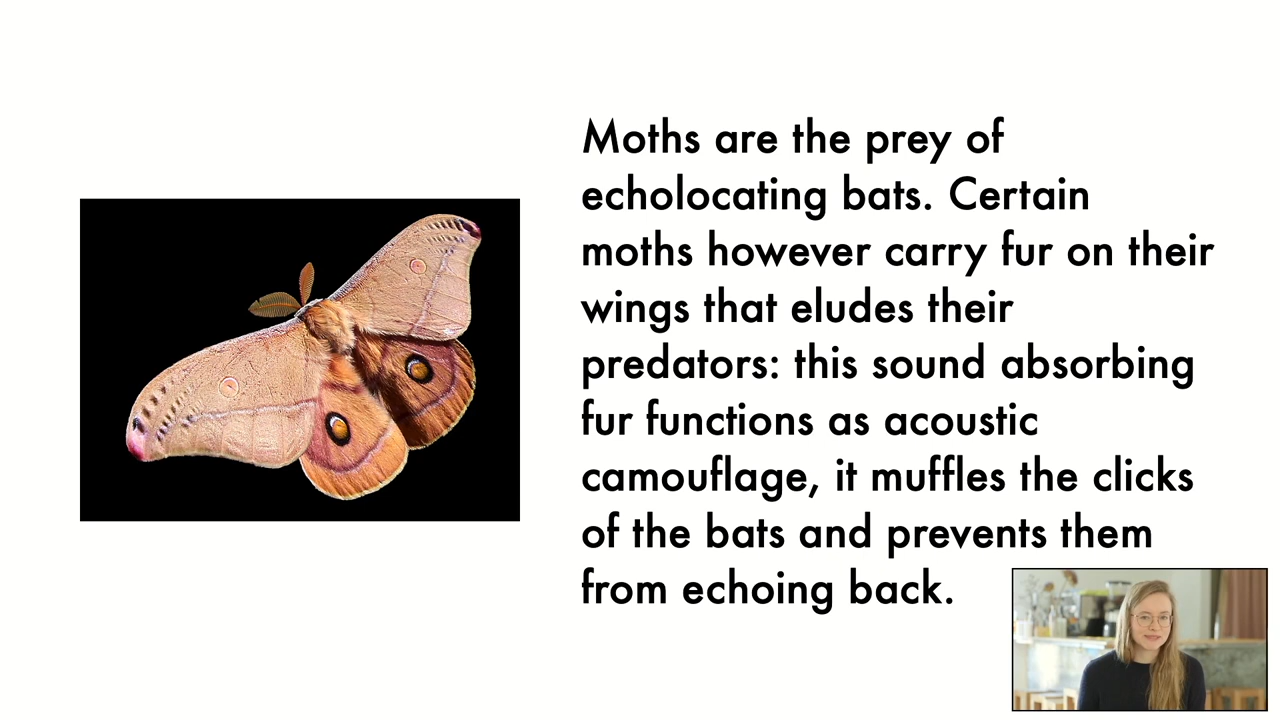 Moths are the prey of
echolocating bats. Certain
moths however carry fur on their
wings that eludes their
predators: this sound absorbing
fur functions as acoustic
camouflage, it muffles the clicks
of the bats and prevents them
from echoing back.